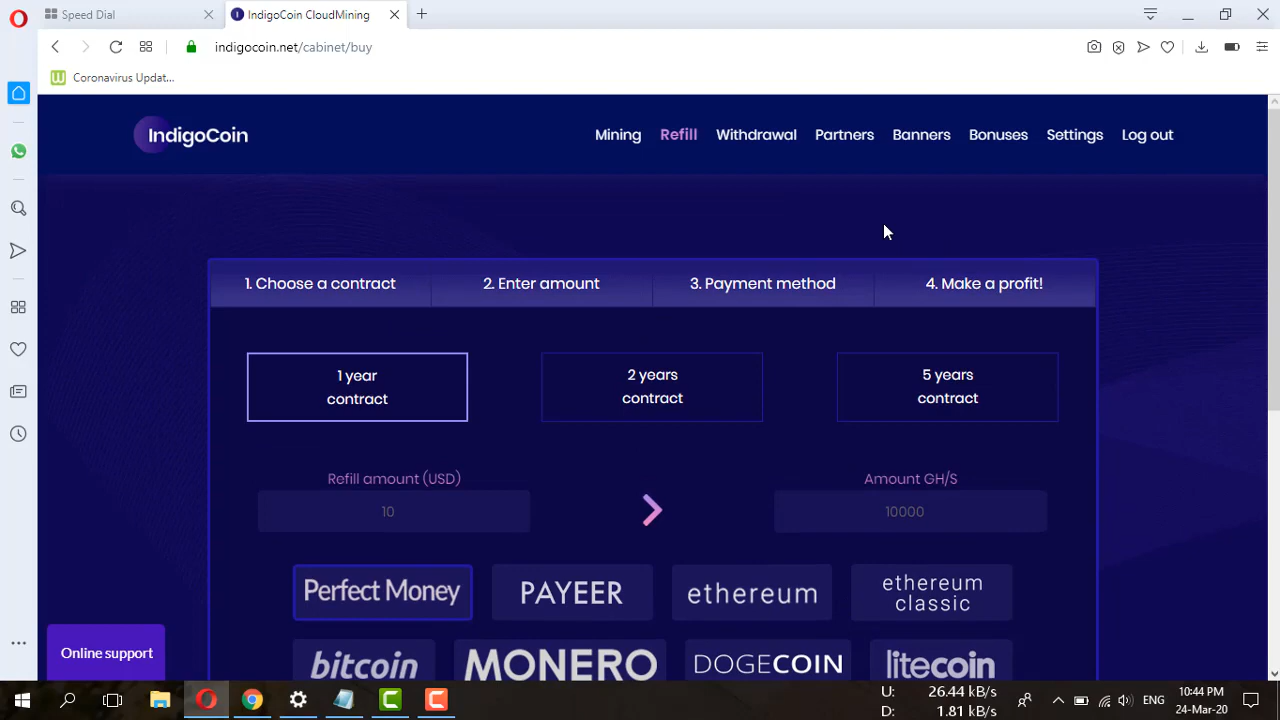 Speed Dial
IndigoCoin CloudMining
indigocoin.net/cabinet/buy
Coronavirus Updat...
IndigoCoin
Mining Refill Withdrawal Partners Banners Bonuses Settings Log out
1. Choose a contract 2. Enter amount 3. Payment method 4. Make a profit!
1 year
contract
2 years
contract
5 years
contract
Refill amount (USD) Amount GH/S
10 10000
Perfect Money PAYEER ethereum ethereum
classic
bitcoin MONERO DOGECOIN litecoin
Online support
U: 26.44 kB/s
D: 1.81 kB/s
ENG
10:44 PM
24-Mar-20